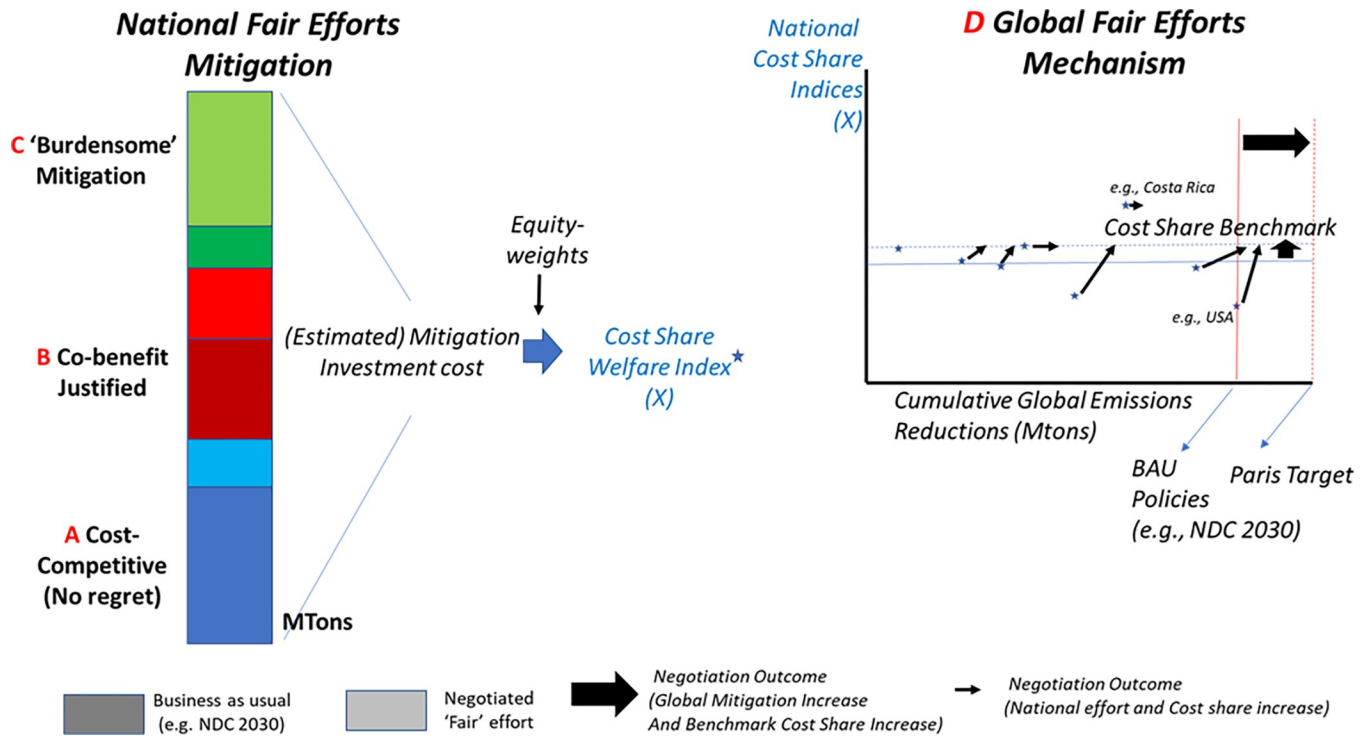 National Fair Efforts
Mitigation
C 'Burdensome'
Mitigation
B Co-benefit
Justified
A Cost-
Competitive
(No regret)
MTons
Equity-
weights
(Estimated) Mitigation
Investment cost
Cost Share
Welfare Index
(X)
D Global Fair Efforts
Mechanism
National
Cost Share
Indices
(X)
e.g., Costa Rica
Cost Share Benchmark
e.g., USA
Cumulative Global Emissions
Reductions (Mtons)
BAU
Policies
(e.g., NDC 2030)
Paris Target
Business as usual
(e.g. NDC 2030)
Negotiated
'Fair' effort
Negotiation Outcome
(Global Mitigation Increase
And Benchmark Cost Share Increase)
Negotiation Outcome
(National effort and Cost share increase)